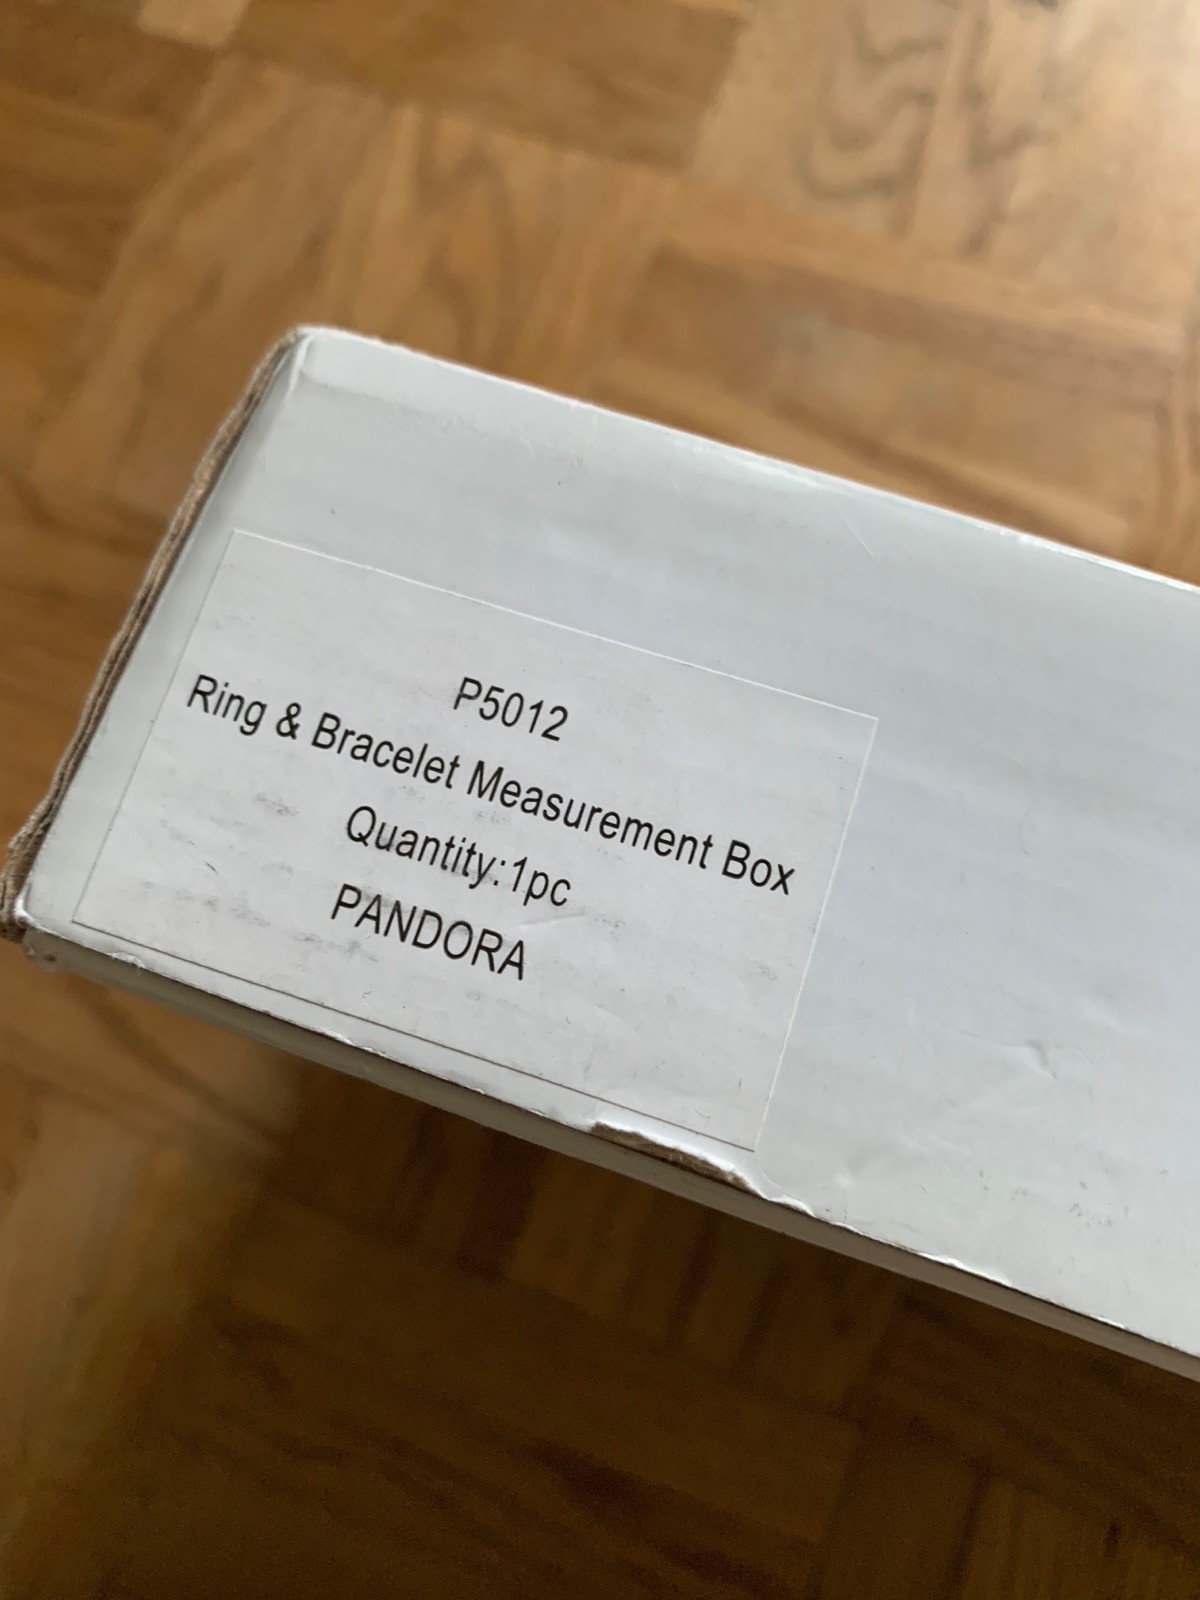 P5012
Ring & Bracelet Measurement Box
Quantity:1pc
PANDORA